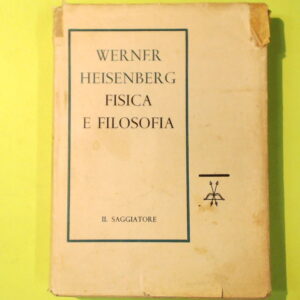 WERNER
HEISENBERG
FISICA
E FILOSOFIA
IL SAGGIATORE